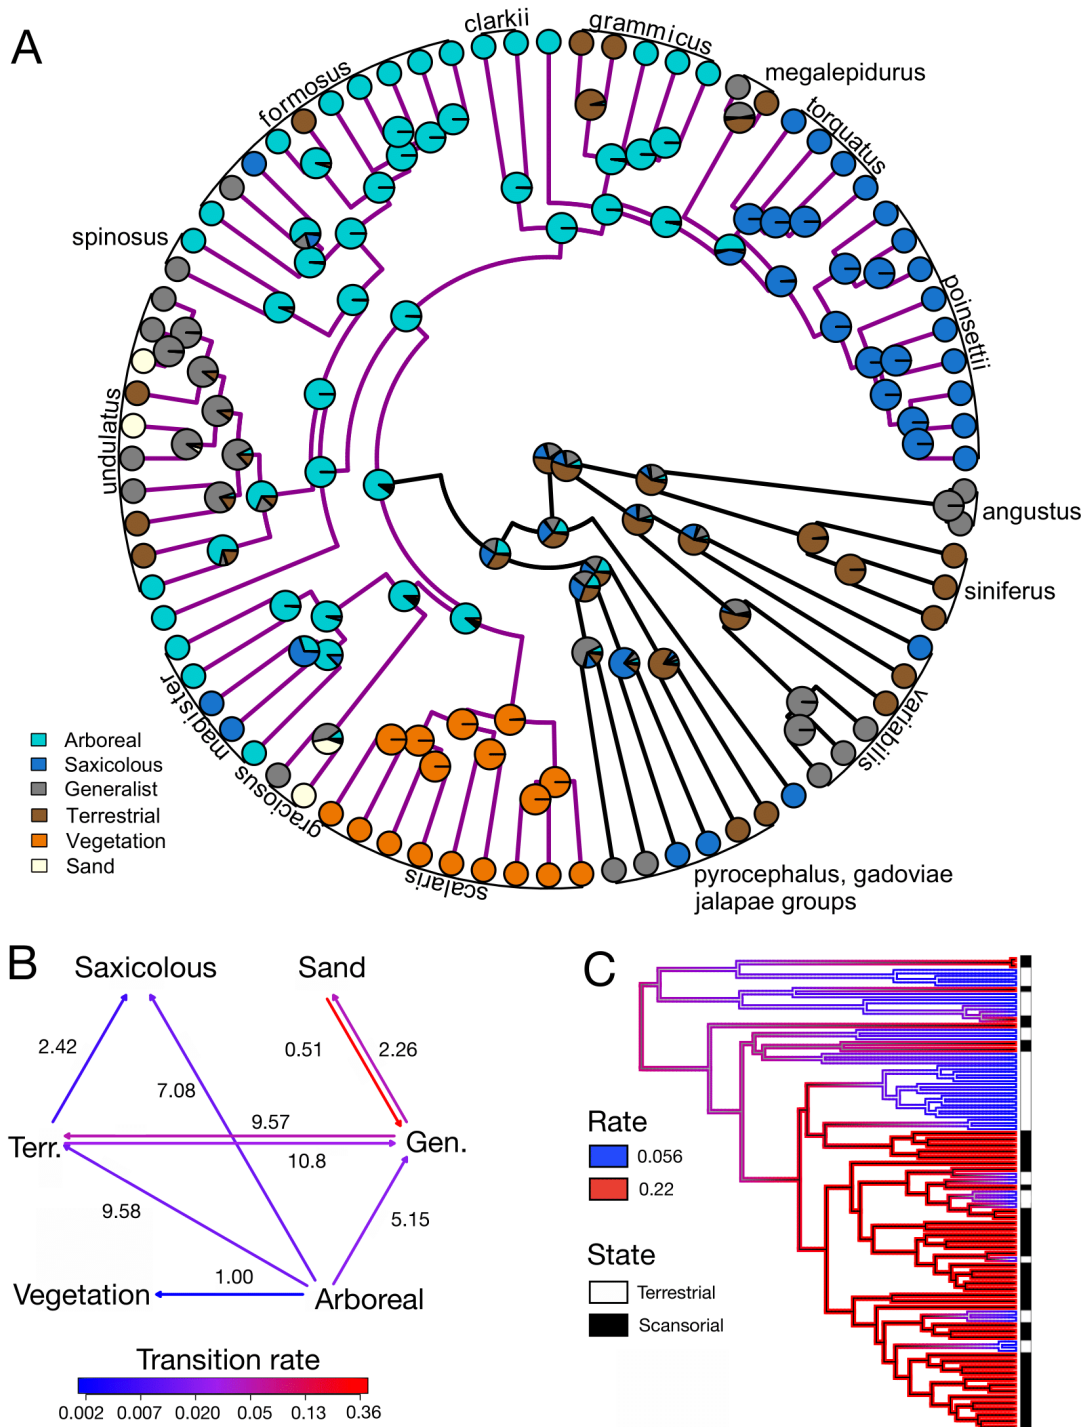 A
clarkii
grammicus
megalepidurus
formosus
torquatus
spinosus
poinsettii
undulatus
angustus
siniferus
variabilis
magister
graciosus
scalaris
Arboreal
Saxicolous
Generalist
Terrestrial
Vegetation
Sand
pyrocephalus, gadoviae
jalapae groups
B
Saxicolous
Sand
2.42
0.51
2.26
7.08
9.57
Terr.
Gen.
10.8
9.58
5.15
1.00
Vegetation
Arboreal
Transition rate
0.002 0.007 0.020 0.05 0.13 0.36
C
Rate
0.056
0.22
State
Terrestrial
Scansorial